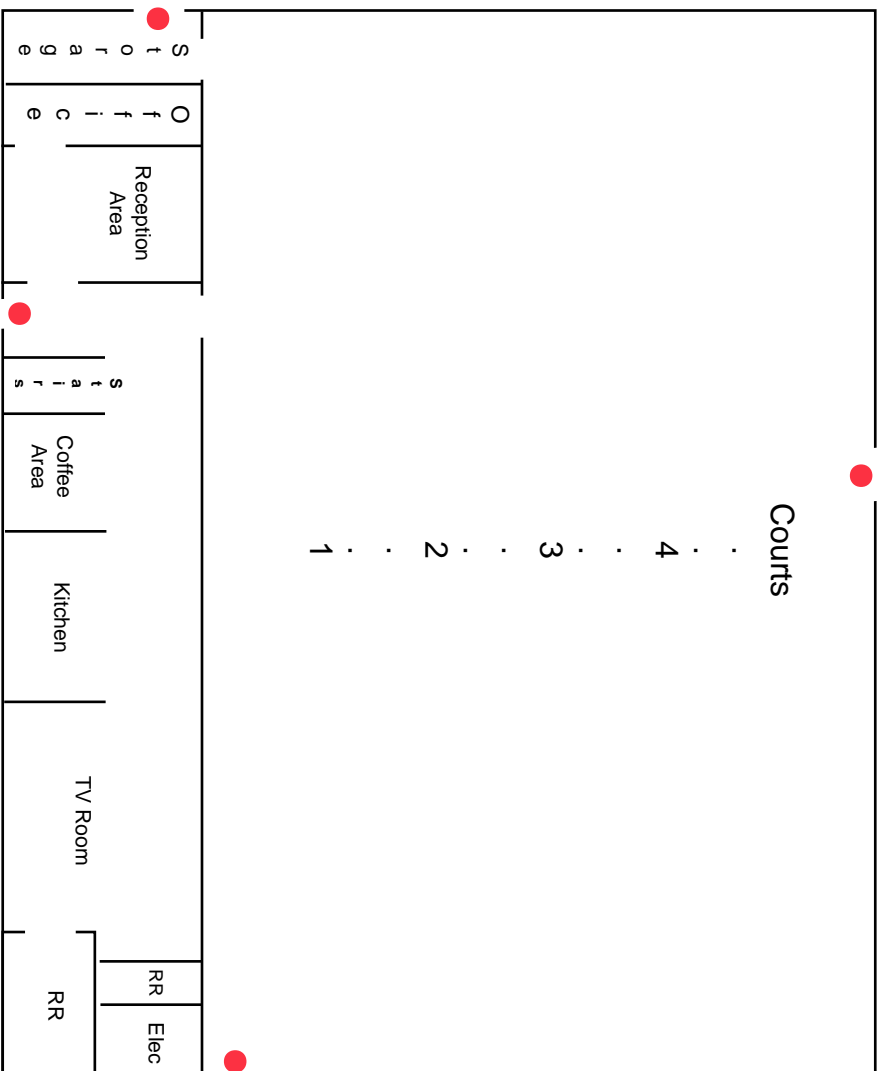 Courts
.
.
4
.
.
3
.
.
2
.
.
1
Storage
Office
Reception
Area
Stairs
Coffee
Area
Kitchen
TV Room
RR
Elec
RR